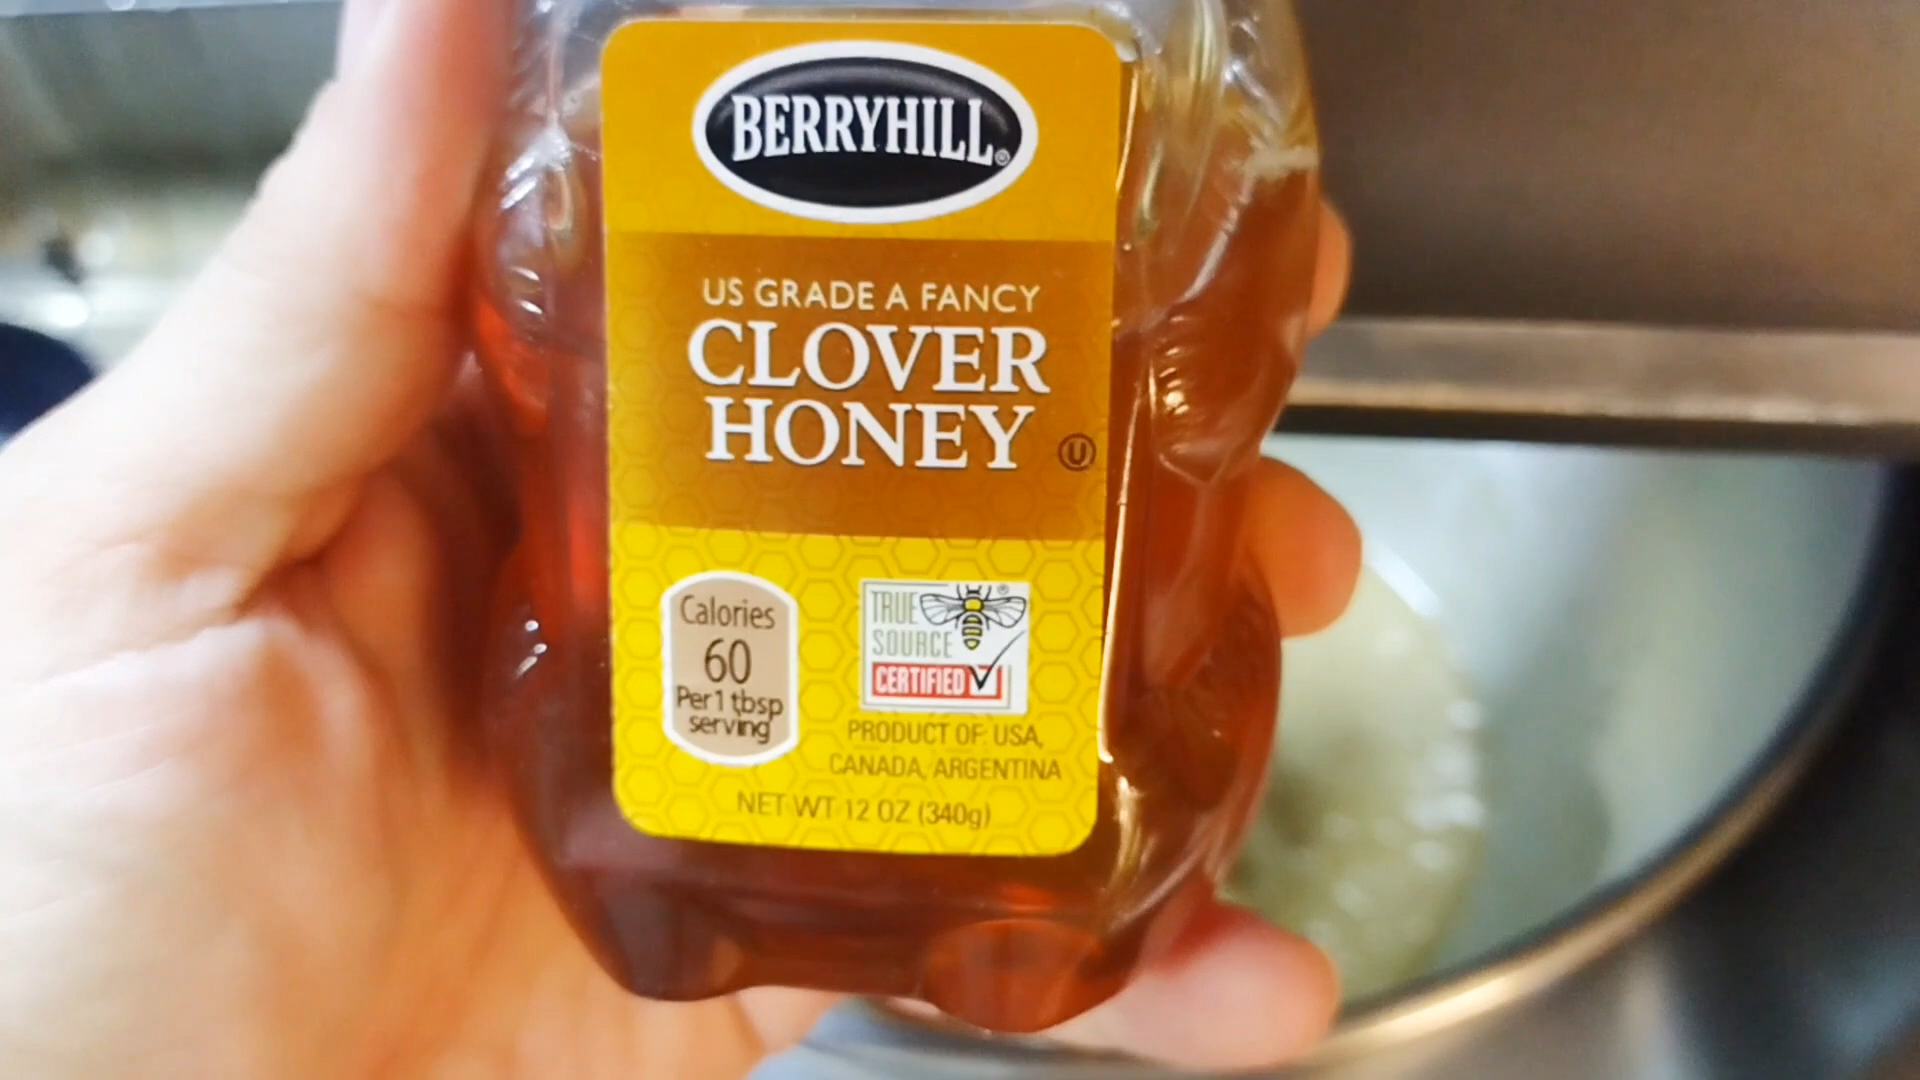 BERRYHILL®
US GRADE A FANCY
CLOVER
HONEY
U
Calories
60
Per 1 tbsp
serving
TRUE
SOURCE ®
CERTIFIED
PRODUCT OF: USA,
CANADA, ARGENTINA
NET WT 12 OZ (340g)